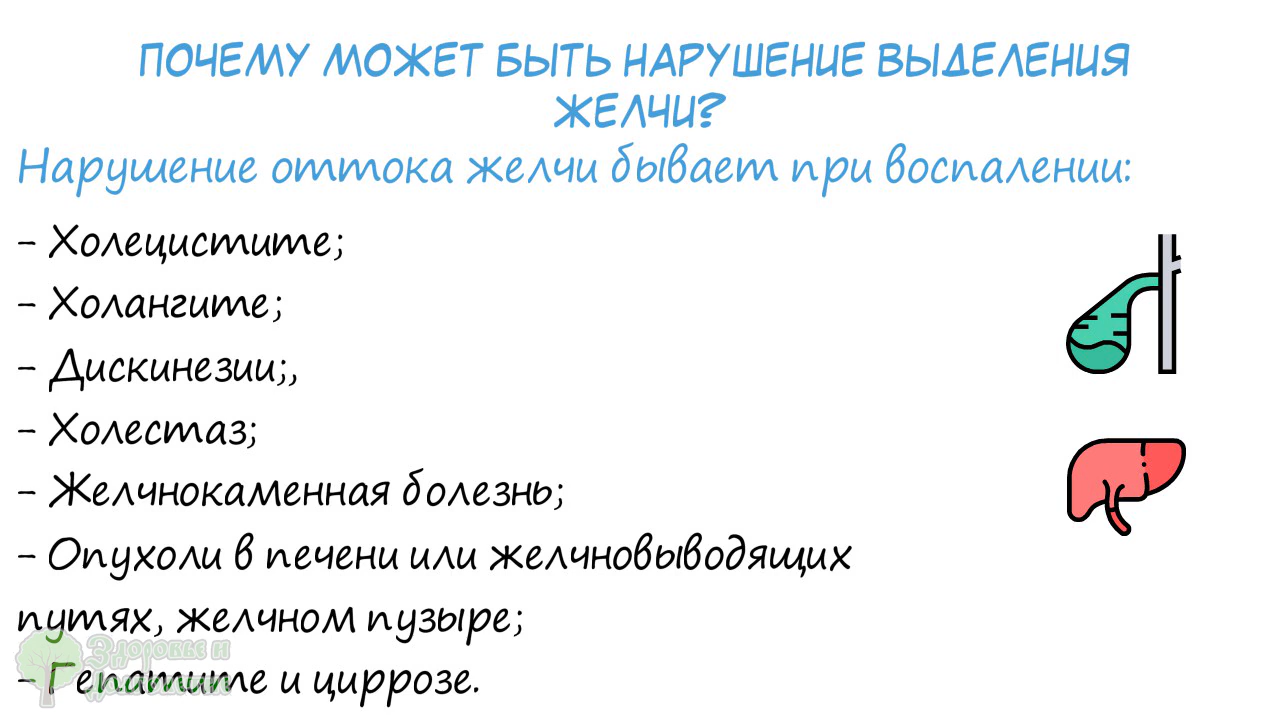 ПОЧЕМУ МОЖЕТ БЫТЬ НАРУШЕНИЕ ВЫДЕЛЕНИЯ
ЖЕЛЧИ?
Нарушение оттока желчи бывает при воспалении:
- Холецистите;
- Холангите;
- Дискинезии;,
- Холестаз;
- Желчнокаменная болезнь;
- Опухоли в печени или желчновыводящих
путях, желчном пузыре;
- Гепатите и циррозе.
Здоровье и